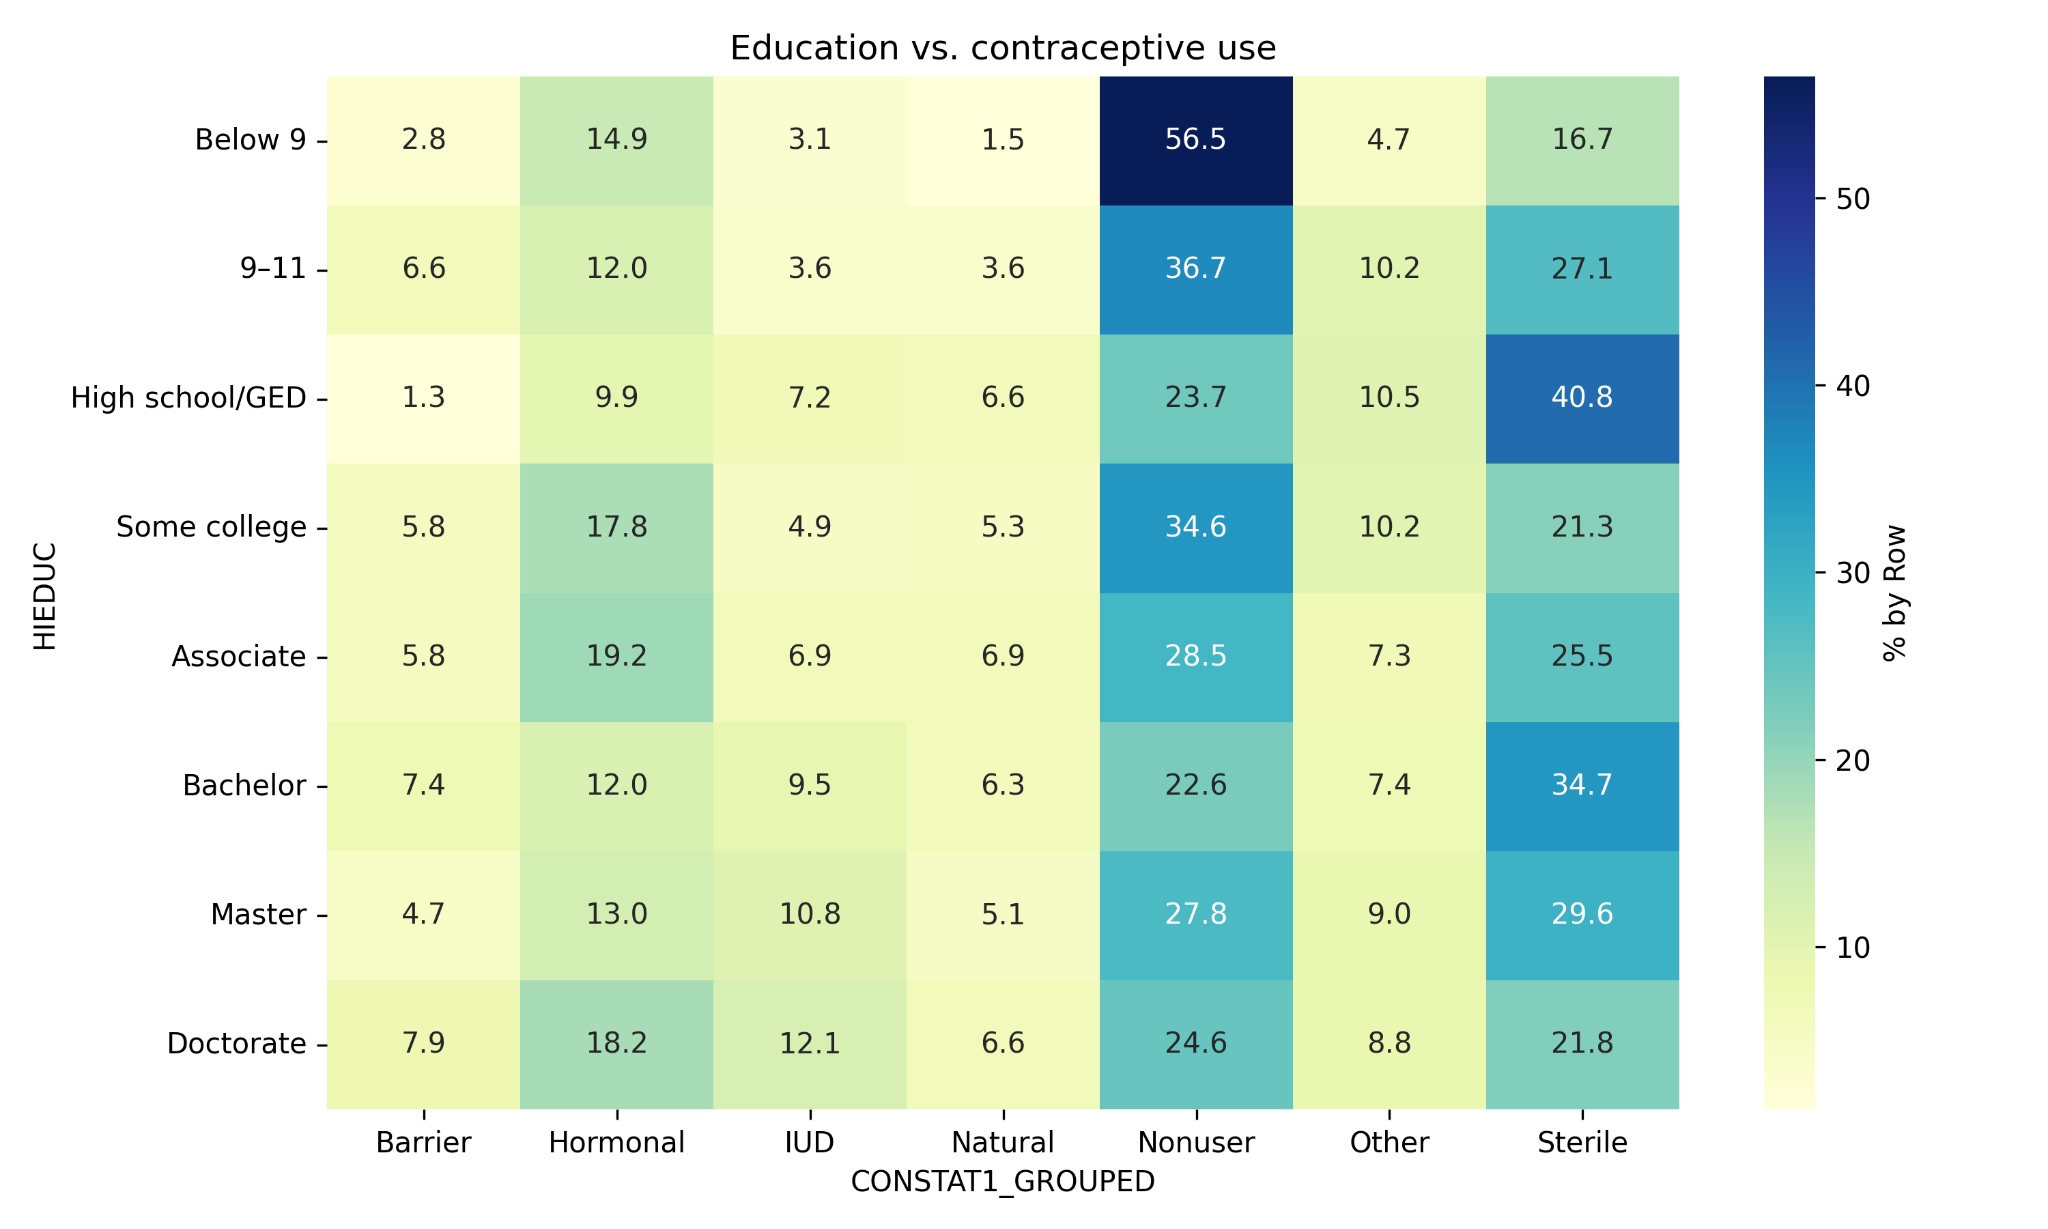 Education vs. contraceptive use
Below 9 2.8 14.9 3.1 1.5 56.5 4.7 16.7
9–11 6.6 12.0 3.6 3.6 36.7 10.2 27.1
High school/GED 1.3 9.9 7.2 6.6 23.7 10.5 40.8
Some college 5.8 17.8 4.9 5.3 34.6 10.2 21.3
Associate 5.8 19.2 6.9 6.9 28.5 7.3 25.5
Bachelor 7.4 12.0 9.5 6.3 22.6 7.4 34.7
Master 4.7 13.0 10.8 5.1 27.8 9.0 29.6
Doctorate 7.9 18.2 12.1 6.6 24.6 8.8 21.8
Barrier Hormonal IUD Natural Nonuser Other Sterile
CONSTAT1_GROUPED
HIEDUC
50
40
30
20
10
% by Row